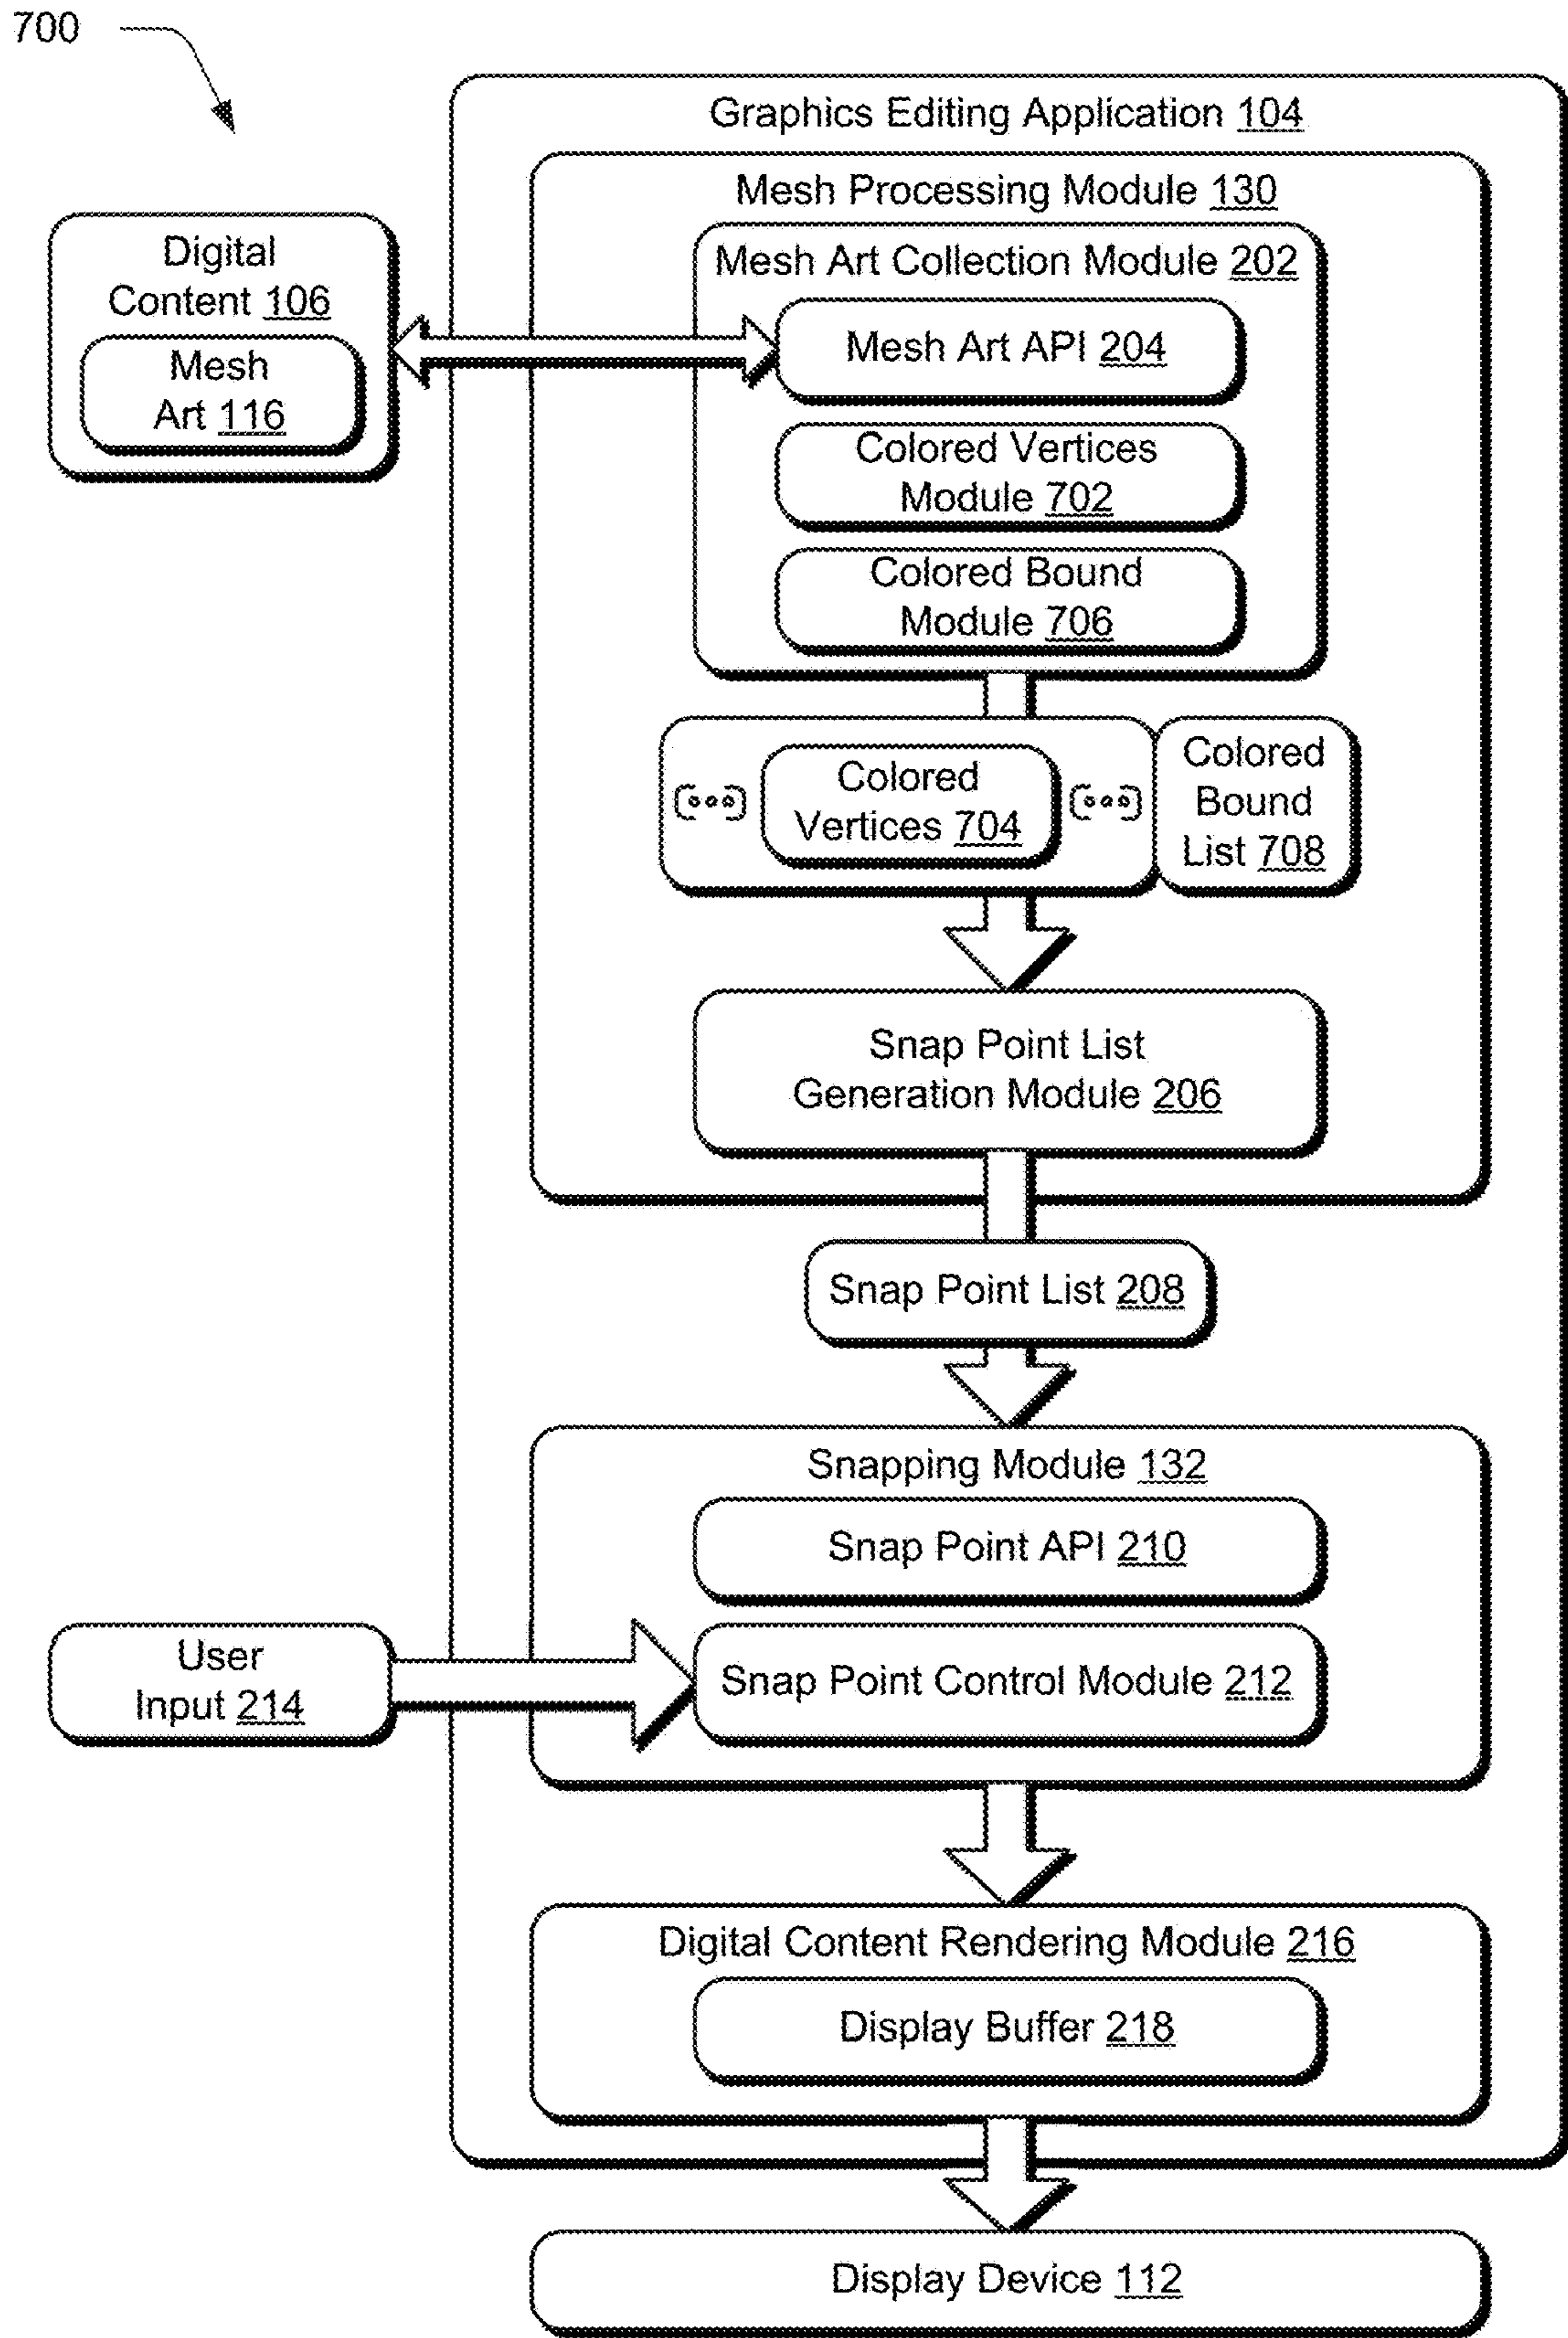 700
Graphics Editing Application 104
Mesh Processing Module 130
Mesh Art Collection Module 202
Digital
Content 106
Mesh
Art 116
Mesh Art API 204
Colored Vertices
Module 702
Colored Bound
Module 706
Colored
Vertices 704
Colored
Bound
List 708
Snap Point List
Generation Module 206
Snap Point List 208
Snapping Module 132
Snap Point API 210
User
Input 214
Snap Point Control Module 212
Digital Content Rendering Module 216
Display Buffer 218
Display Device 112